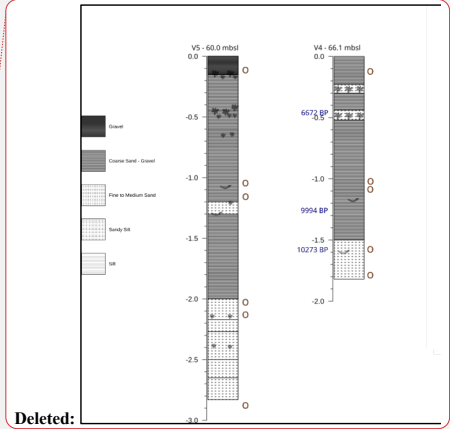 V5 - 60.0 mbsl
V4 - 66.1 mbsl
0.0
0.0
O
O
6672 BP
-0.5
-0.5
Gravel
Coarse Sand - Gravel
-1.0
O
-1.0
O
O
O
Fine to Medium Sand
9994 BP
Sandy Silt
-1.5
10273 BP
-1.5
O
Silt
O
-2.0
O
-2.0
O
-2.5
O
-3.0
Deleted: